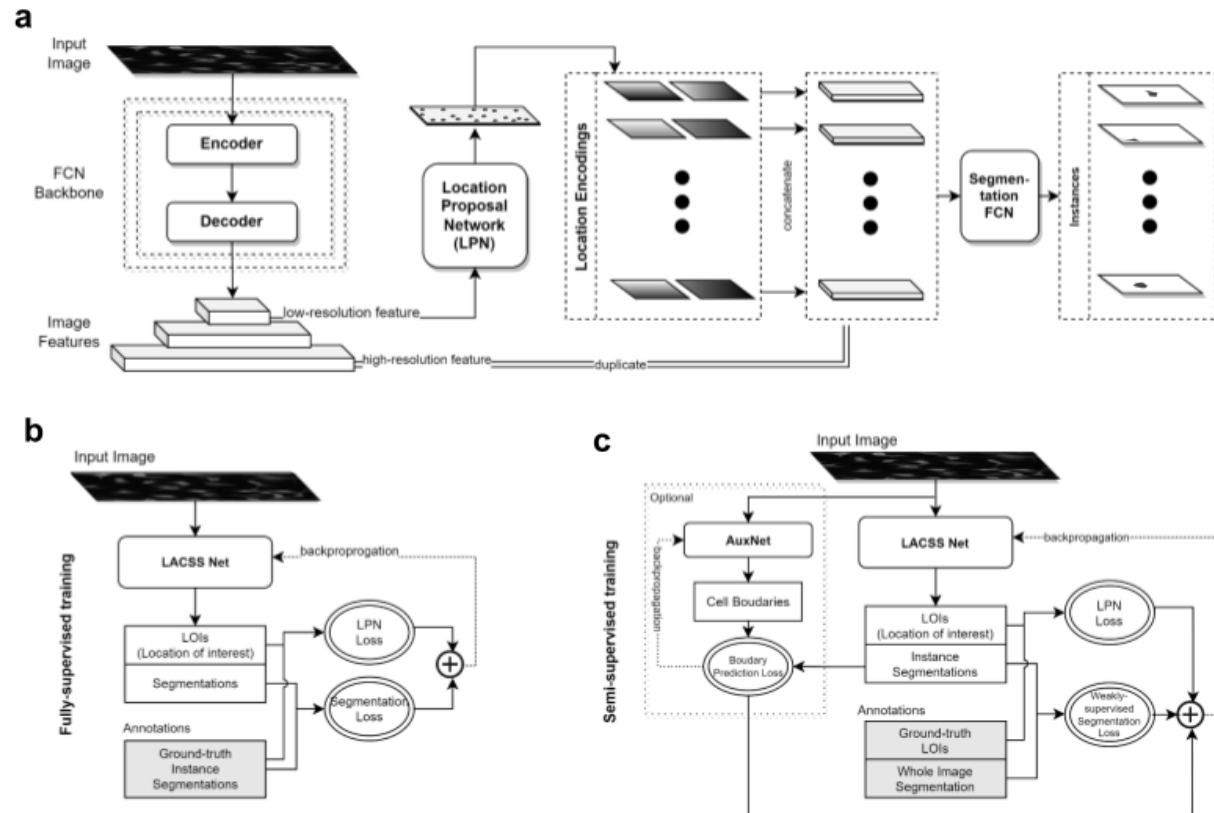 a
Input
Image
FCN
Backbone
Encoder
Decoder
Image
Features
low-resolution feature
high-resolution feature
duplicate
Location
Proposal
Network
(LPN)
Location Encodings
concatenate
Segmen-
tation
FCN
Instances
b
Input Image
Fully-supervised training
LACSS Net
backproprogation
LOIs
(Location of interest)
Segmentations
LPN
Loss
Segmentation
Loss
Annotations
Ground-truth
Instance
Segmentations
c
Input Image
Semi-supervised training
Optional
AuxNet
backpropagation
Cell Boudaries
Boudary
Prediction Loss
LACSS Net
backpropagation
LOIs
(Location of interest)
Instance
Segmentations
LPN
Loss
Weakly-
supervised
Segmentation
Loss
Annotations
Ground-truth
LOIs
Whole Image
Segmentation